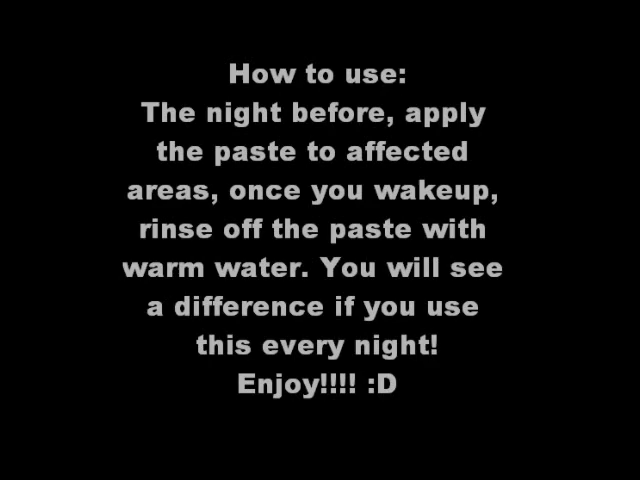 How to use:
The night before, apply
the paste to affected
areas, once you wakeup,
rinse off the paste with
warm water. You will see
a difference if you use
this every night!
Enjoy!!!! :D